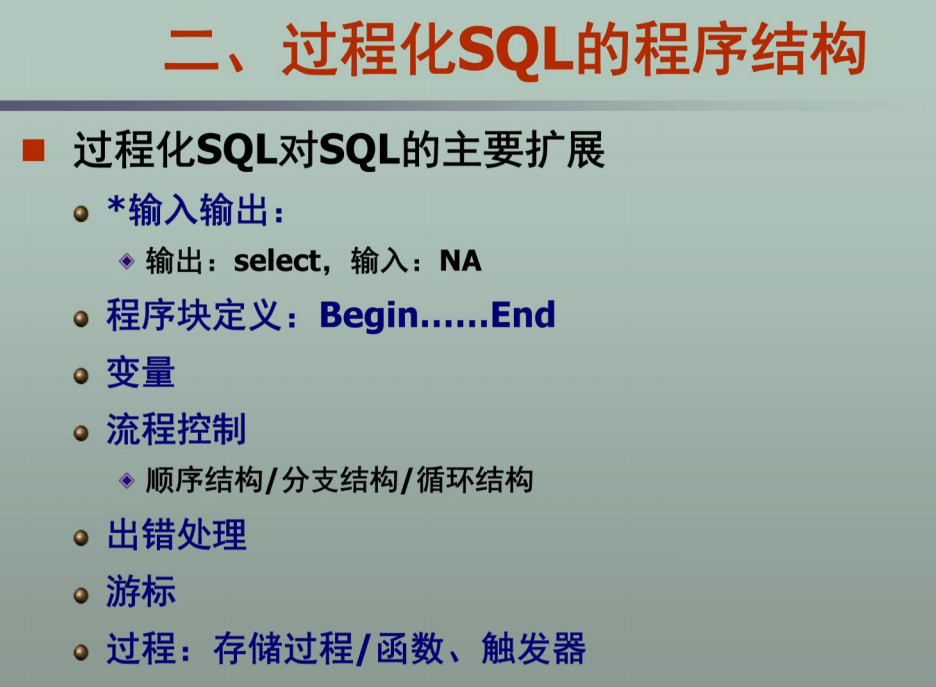 二、过程化SQL的程序结构
过程化SQL对SQL的主要扩展
*输入输出：
输出：select，输入：NA
程序块定义：Begin……End
变量
流程控制
顺序结构/分支结构/循环结构
出错处理
游标
过程：存储过程/函数、触发器